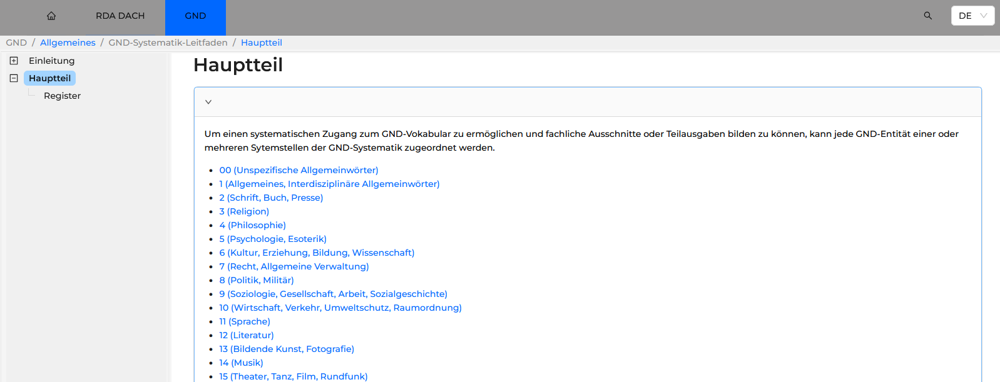 RDA DACH
GND
DE
GND / Allgemeines / GND-Systematik-Leitfaden / Hauptteil
Einleitung
Hauptteil
Register
Hauptteil
Um einen systematischen Zugang zum GND-Vokabular zu ermöglichen und fachliche Ausschnitte oder Teilausgaben bilden zu können, kann jede GND-Entität einer oder
mehreren Sytemstellen der GND-Systematik zugeordnet werden.
• 00 (Unspezifische Allgemeinwörter)
• 1 (Allgemeines, Interdisziplinäre Allgemeinwörter)
• 2 (Schrift, Buch, Presse)
• 3 (Religion)
• 4 (Philosophie)
• 5 (Psychologie, Esoterik)
• 6 (Kultur, Erziehung, Bildung, Wissenschaft)
• 7 (Recht, Allgemeine Verwaltung)
• 8 (Politik, Militär)
• 9 (Soziologie, Gesellschaft, Arbeit, Sozialgeschichte)
• 10 (Wirtschaft, Verkehr, Umweltschutz, Raumordnung)
• 11 (Sprache)
• 12 (Literatur)
• 13 (Bildende Kunst, Fotografie)
• 14 (Musik)
• 15 (Theater, Tanz, Film, Rundfunk)